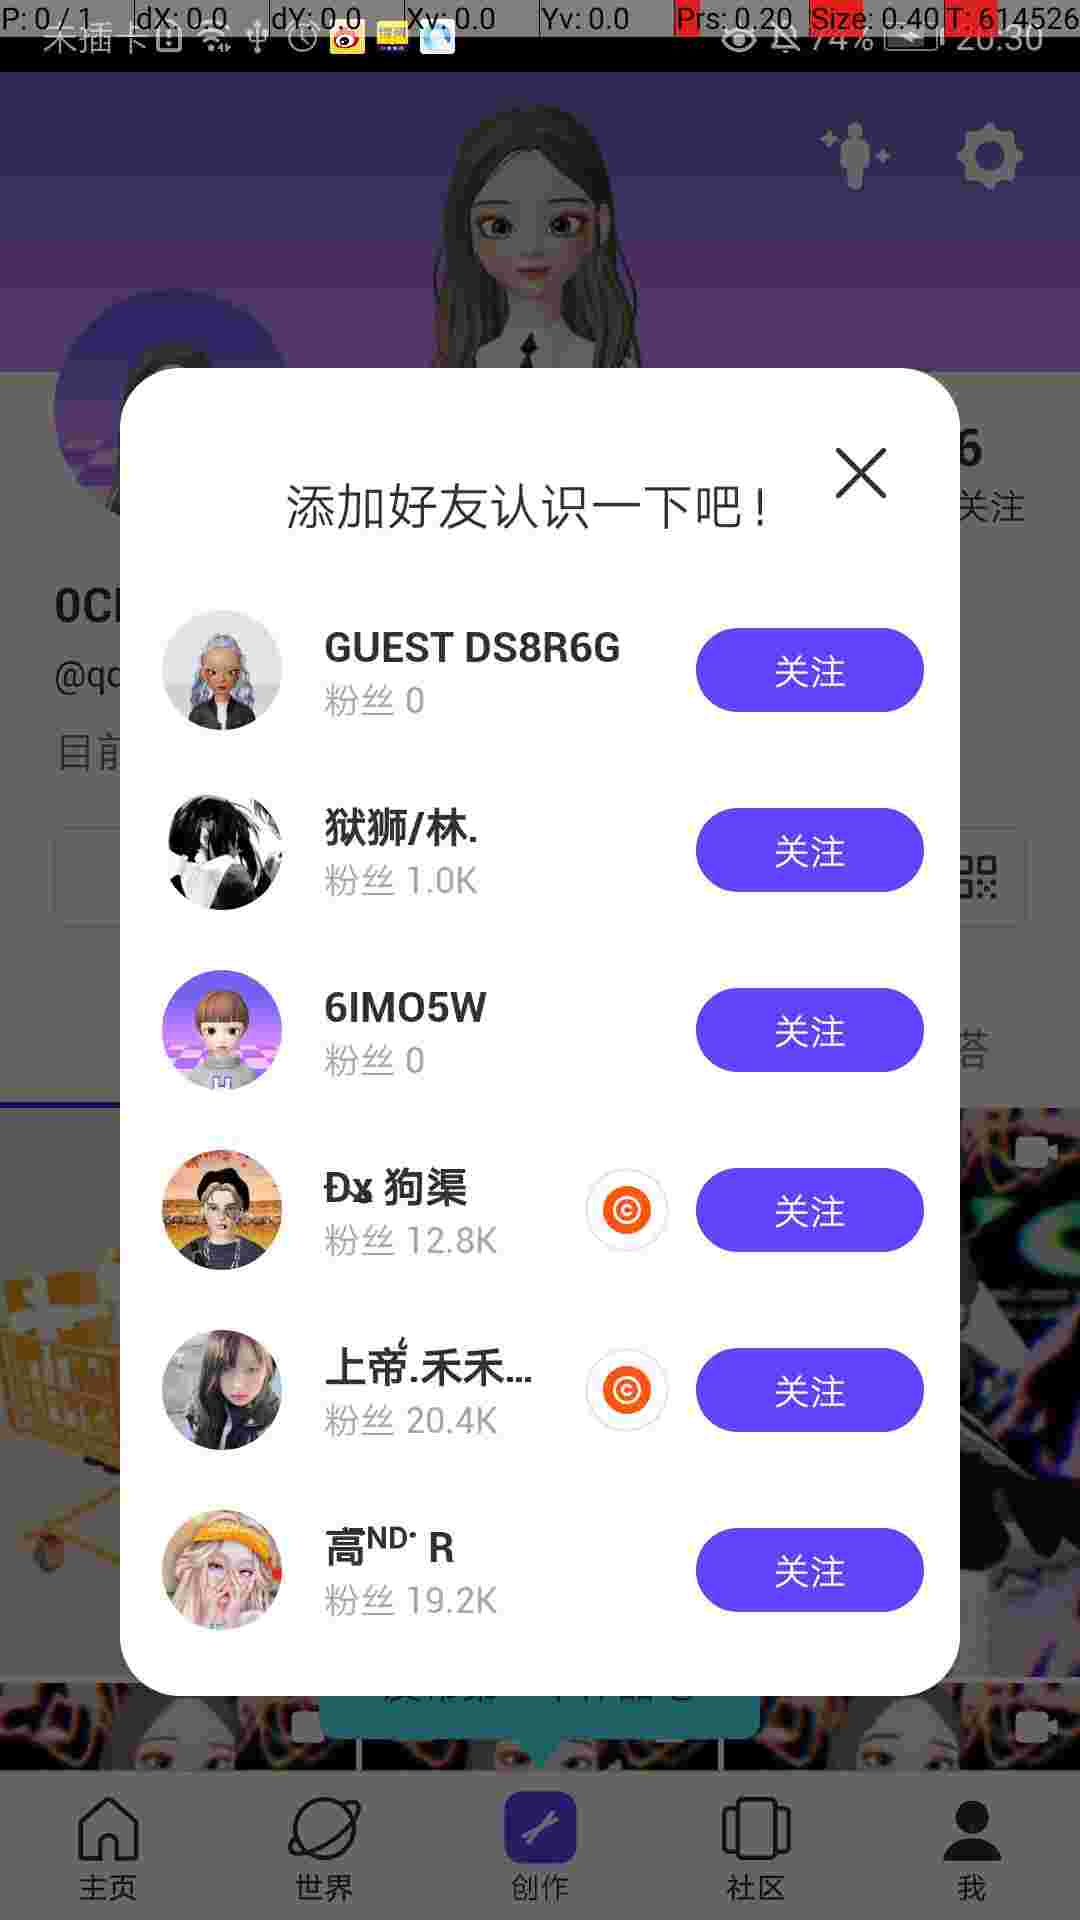 P: 0 / 1 dX: 0.0 dY: 0.0 Xv: 0.0 Yv: 0.0 Prs: 0.20 Size: 0.40 T: 614526
未插卡 74% 20:30
6
关注
添加好友认识一下吧!
@qc
目前
GUEST DS8R6G
粉丝 0
关注
狱狮/林.
粉丝 1.0K
关注
6IMO5W
粉丝 0
关注
答
狗渠
粉丝 12.8K
关注
上帝.禾禾...
粉丝 20.4K
关注
高ᴺᴰ· R
粉丝 19.2K
关注
主页 世界 创作 社区 我